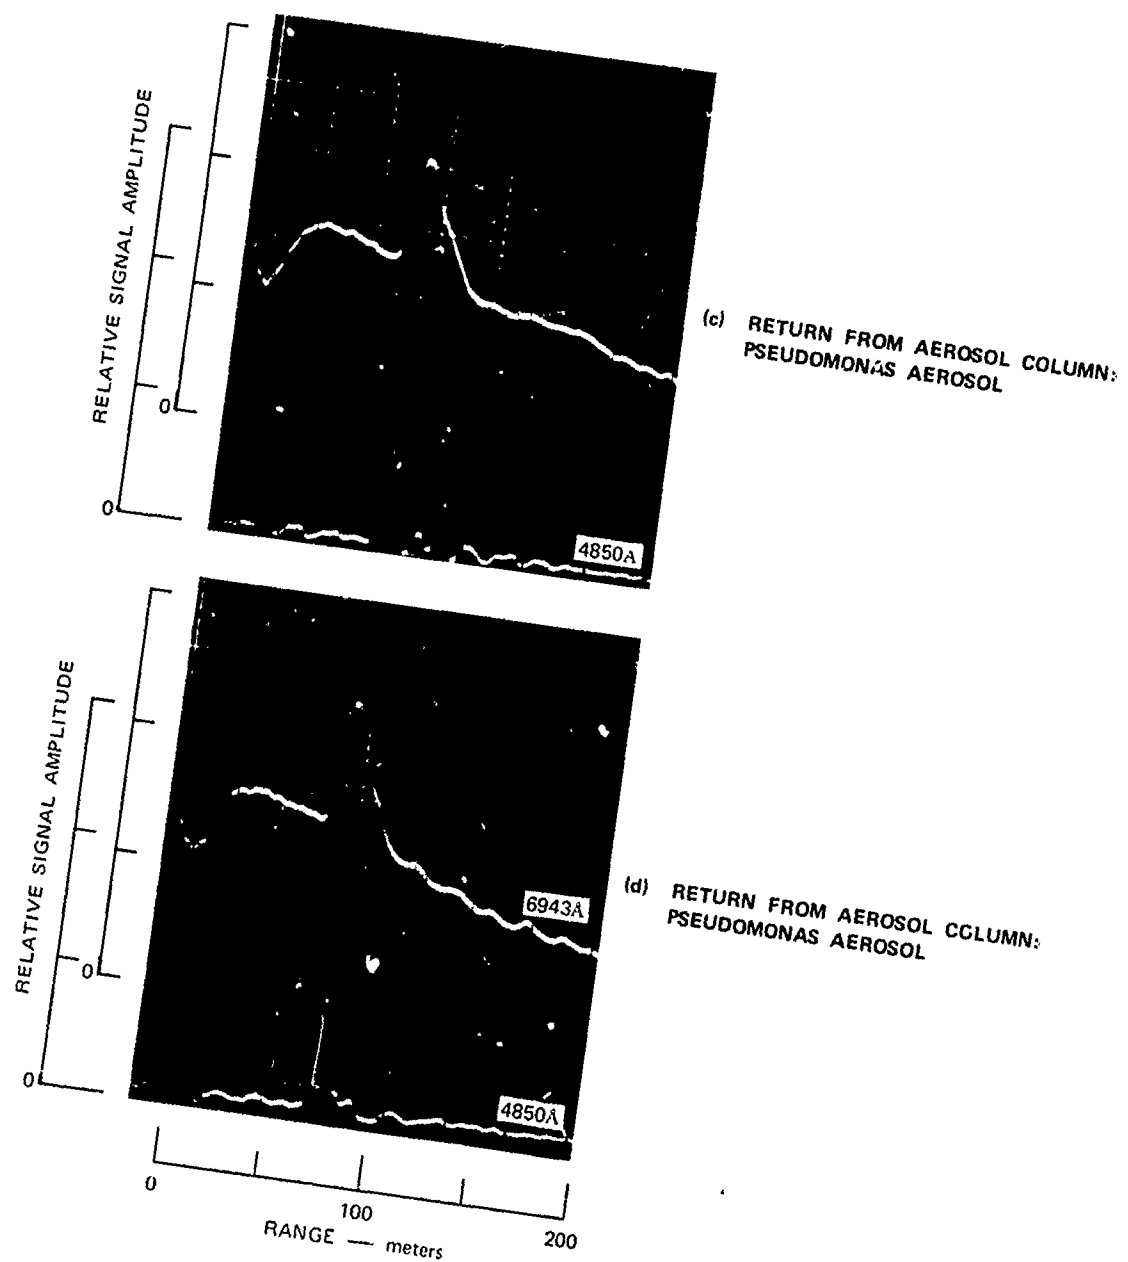 RELATIVE SIGNAL AMPLITUDE
0
0
4850Å
(c) RETURN FROM AEROSOL COLUMN:
PSEUDOMONAS AEROSOL
RELATIVE SIGNAL AMPLITUDE
0
0
6943Å
4850Å
(d) RETURN FROM AEROSOL COLUMN:
PSEUDOMONAS AEROSOL
0
100
200
RANGE — meters